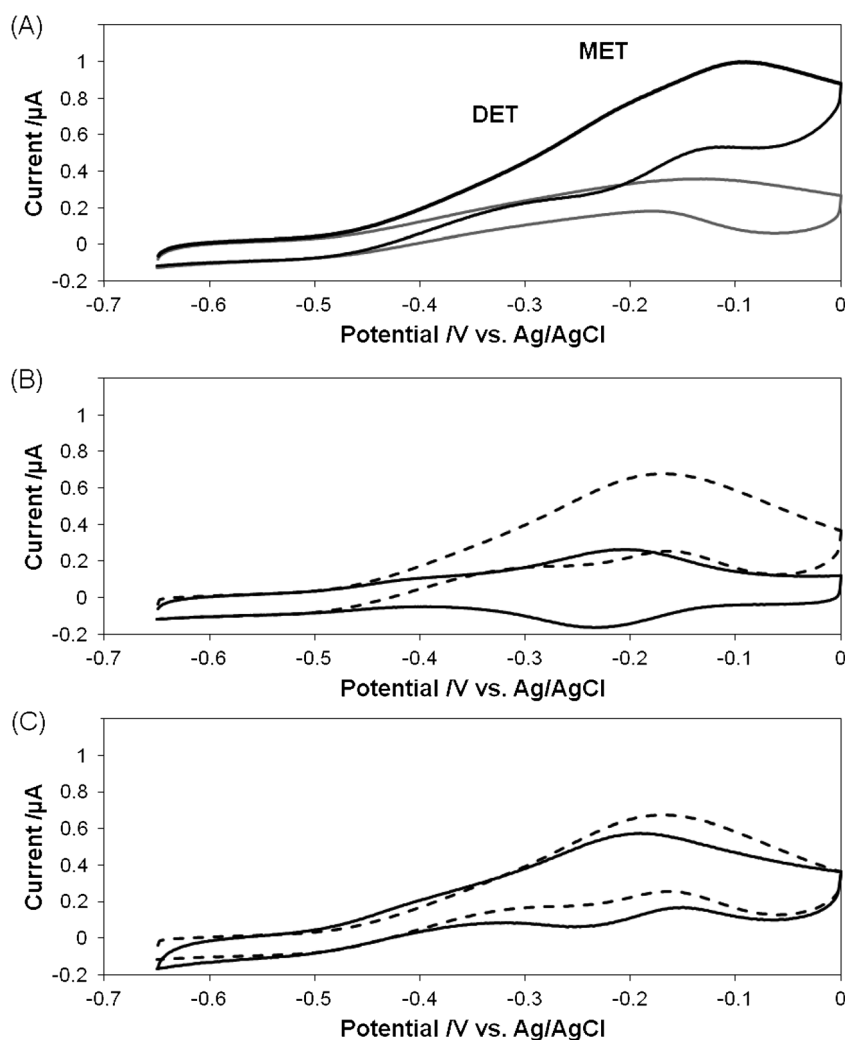 (A)
MET
DET
Current /µA
1
0.8
0.6
0.4
0.2
0
-0.2
-0.7 -0.6 -0.5 -0.4 -0.3 -0.2 -0.1 0
Potential /V vs. Ag/AgCl
(B)
Current /µA
1
0.8
0.6
0.4
0.2
0
-0.2
-0.7 -0.6 -0.5 -0.4 -0.3 -0.2 -0.1 0
Potential /V vs. Ag/AgCl
(C)
Current /µA
1
0.8
0.6
0.4
0.2
0
-0.2
-0.7 -0.6 -0.5 -0.4 -0.3 -0.2 -0.1 0
Potential /V vs. Ag/AgCl